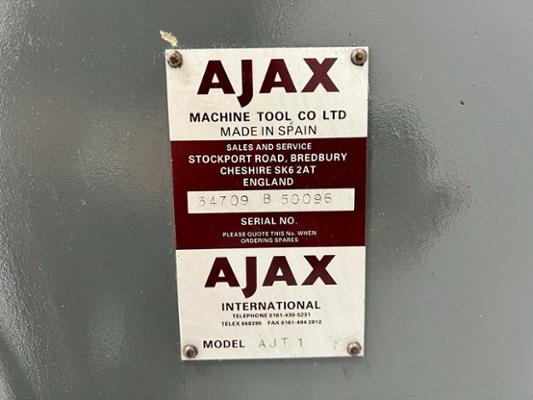 AJAX
MACHINE TOOL CO LTD
MADE IN SPAIN
SALES AND SERVICE
STOCKPORT ROAD, BREDBURY
CHESHIRE SK6 2AT
ENGLAND
34709 B 50096
SERIAL NO.
PLEASE QUOTE THIS No. WHEN
ORDERING SPARES
AJAX
INTERNATIONAL
TELEPHONE 0161-430-5231
TELEX 668396 FAX 0161-494 2912
MODEL AJT 1